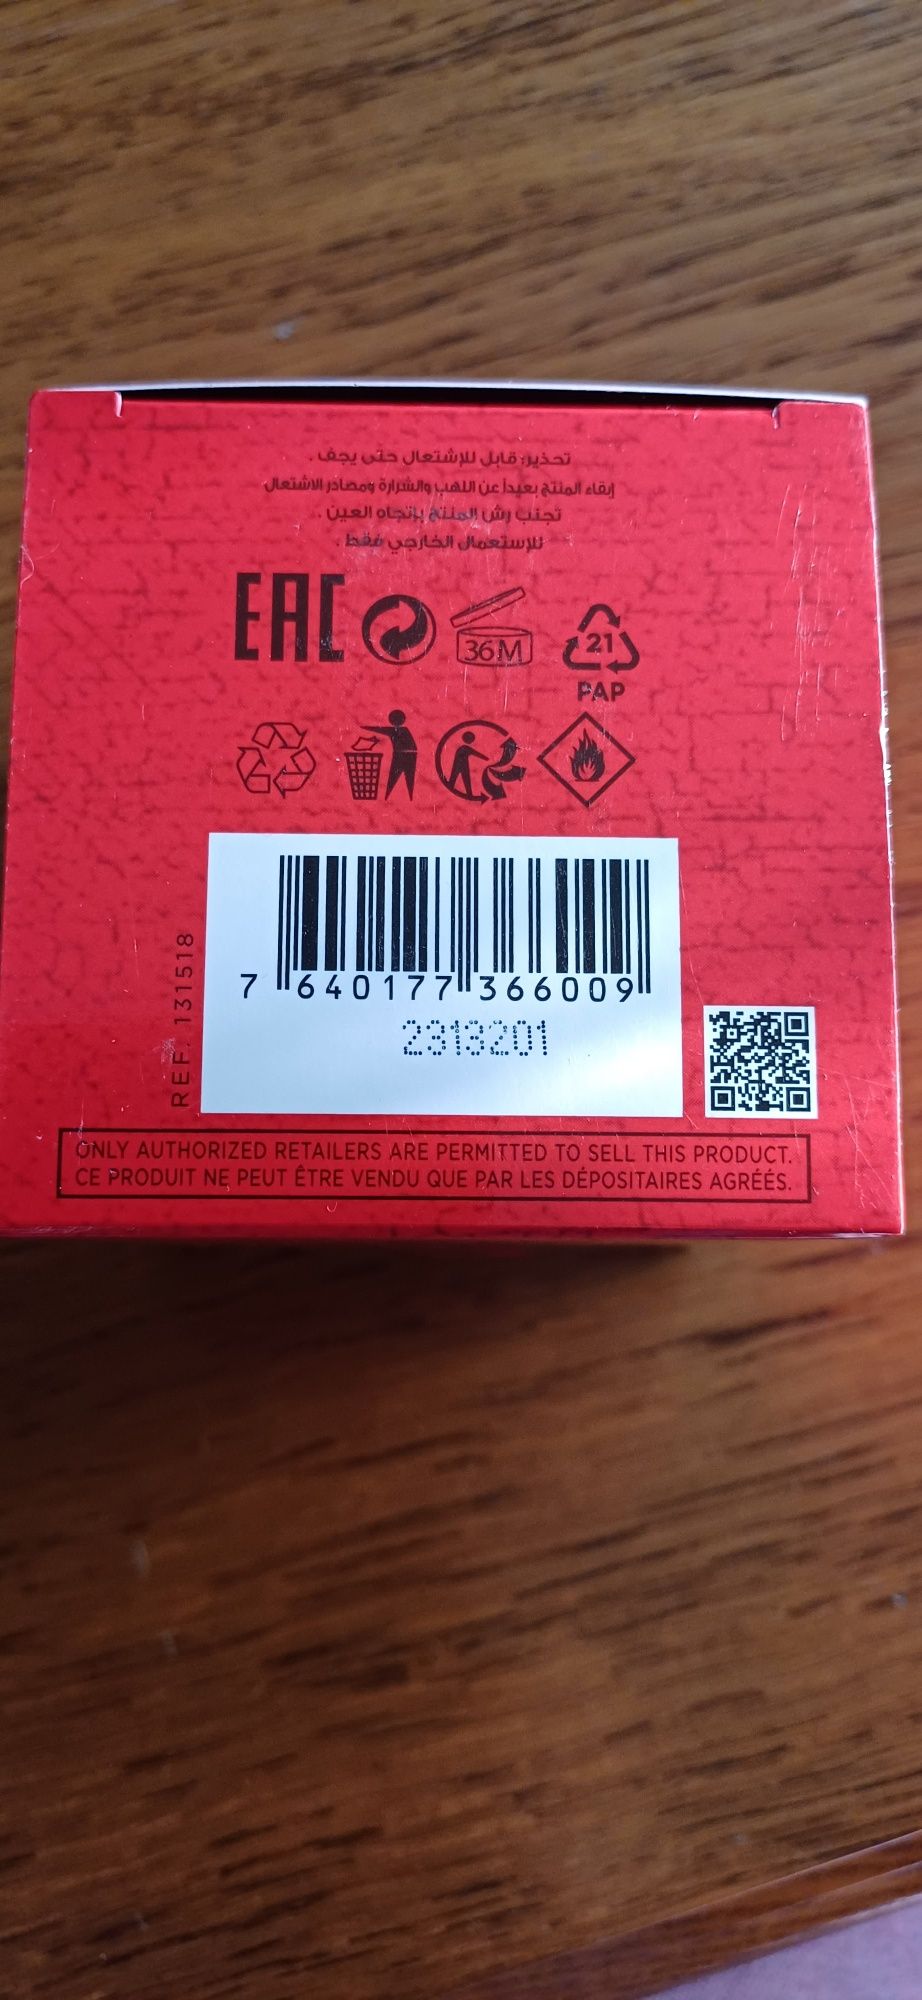 تحذير: قابل للإشتعال حتى يجف .
إبقاء المنتج بعيداً عن اللهب والشرارة ومصادر الاشتعال
تجنب رش المنتج بإتجاه العين .
للإستعمال الخارجي فقط .
EAC
36M
21
PAP
REF. 131518
7 640177 366009
2313201
ONLY AUTHORIZED RETAILERS ARE PERMITTED TO SELL THIS PRODUCT.
CE PRODUIT NE PEUT ÊTRE VENDU QUE PAR LES DÉPOSITAIRES AGRÉÉS.